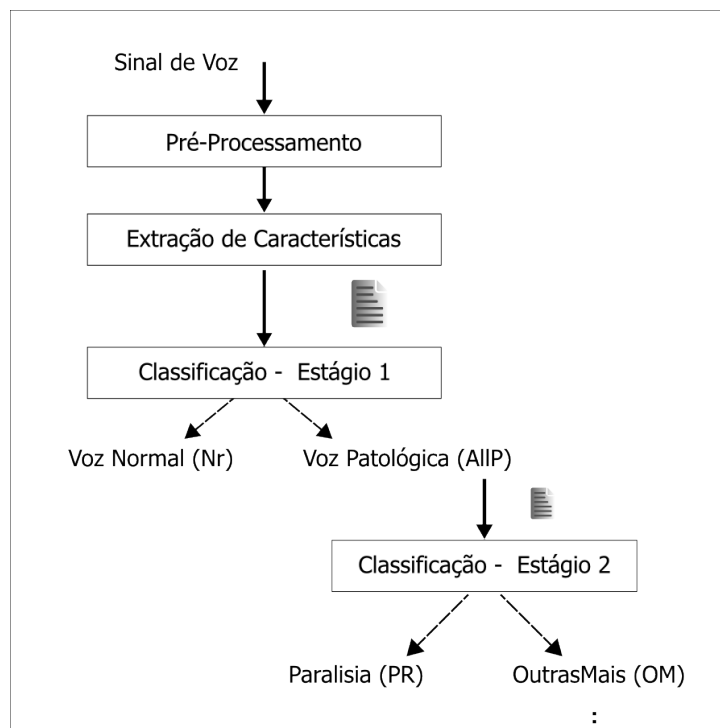 Sinal de Voz
Pré-Processamento
Extração de Características
Classificação - Estágio 1
Voz Normal (Nr) Voz Patológica (AllP)
Classificação - Estágio 2
Paralisia (PR) OutrasMais (OM)
: